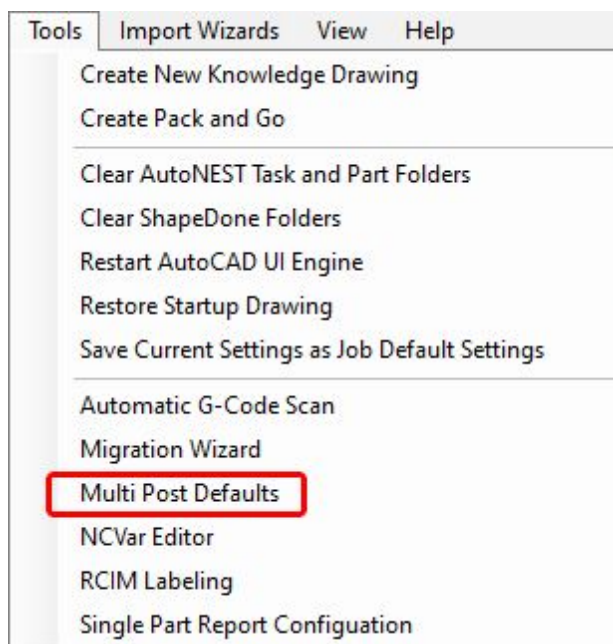 Tools Import Wizards View Help
Create New Knowledge Drawing
Create Pack and Go
Clear AutoNEST Task and Part Folders
Clear ShapeDone Folders
Restart AutoCAD UI Engine
Restore Startup Drawing
Save Current Settings as Job Default Settings
Automatic G-Code Scan
Migration Wizard
Multi Post Defaults
NCVar Editor
RCIM Labeling
Single Part Report Configuation